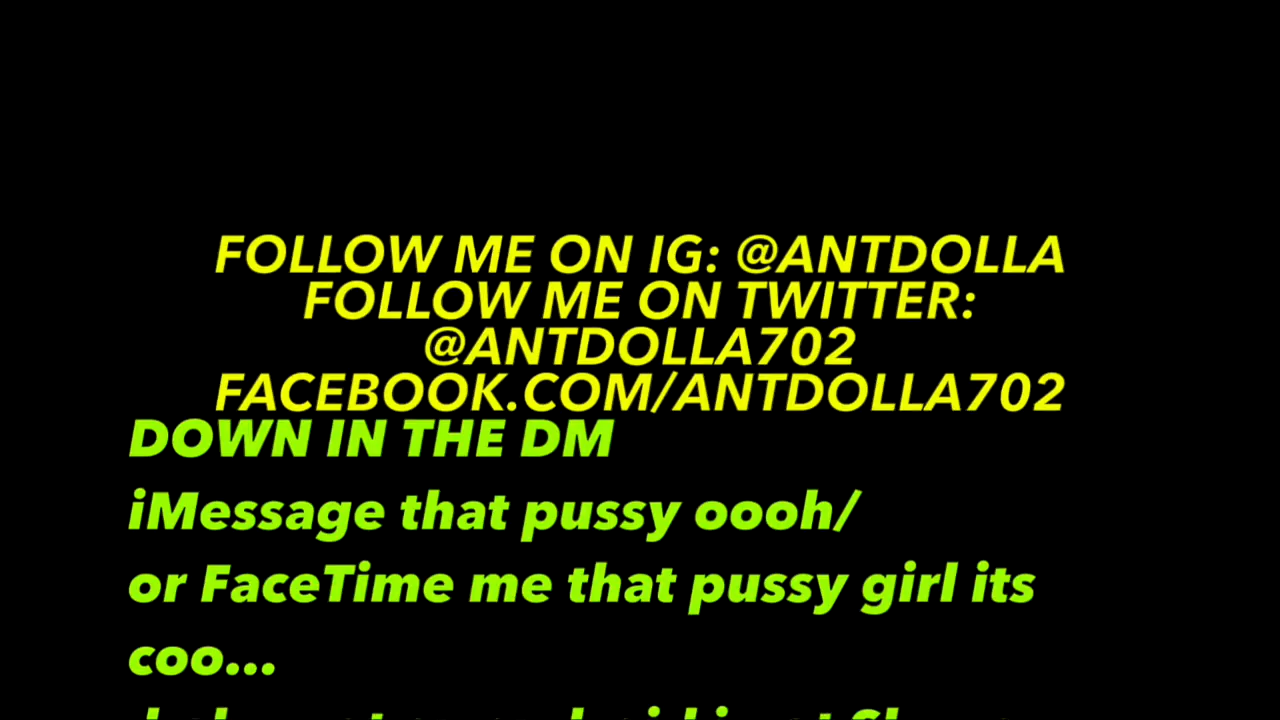 FOLLOW ME ON IG: @ANTDOLLA
FOLLOW ME ON TWITTER:
@ANTDOLLA702
FACEBOOK.COM/ANTDOLLA702
DOWN IN THE DM
iMessage that pussy oooh/
or FaceTime me that pussy girl its
coo...